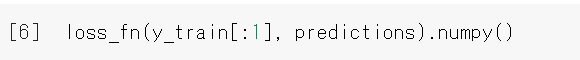 [6] loss_fn(y_train[:1], predictions).numpy()